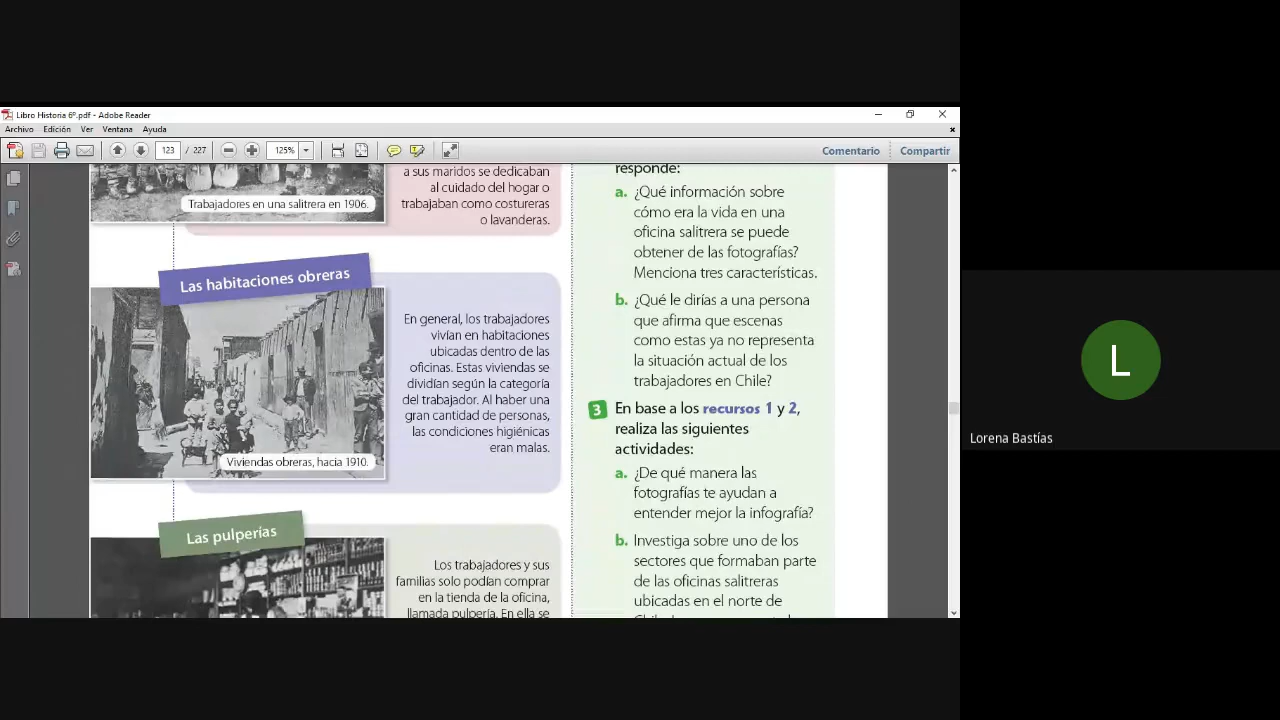 Libro Historia 6º.pdf - Adobe Reader
Archivo Edición Ver Ventana Ayuda
123 / 227 125% Comentario Compartir
a sus maridos se dedicaban
al cuidado del hogar o
trabajaban como costureras
o lavanderas.
Trabajadores en una salitrera en 1906.
Las habitaciones obreras
En general, los trabajadores
vivían en habitaciones
ubicadas dentro de las
oficinas. Estas viviendas se
dividían según la categoría
del trabajador. Al haber una
gran cantidad de personas,
las condiciones higiénicas
eran malas.
Viviendas obreras, hacia 1910.
Las pulperías
Los trabajadores y sus
familias solo podían comprar
en la tienda de la oficina,
llamada pulpería. En ella se
responde:
a. ¿Qué información sobre
cómo era la vida en una
oficina salitrera se puede
obtener de las fotografías?
Menciona tres características.
b. ¿Qué le dirías a una persona
que afirma que escenas
como estas ya no representa
la situación actual de los
trabajadores en Chile?
3 En base a los recursos 1 y 2,
realiza las siguientes
actividades:
a. ¿De qué manera las
fotografías te ayudan a
entender mejor la infografía?
b. Investiga sobre uno de los
sectores que formaban parte
de las oficinas salitreras
ubicadas en el norte de
L
Lorena Bastías